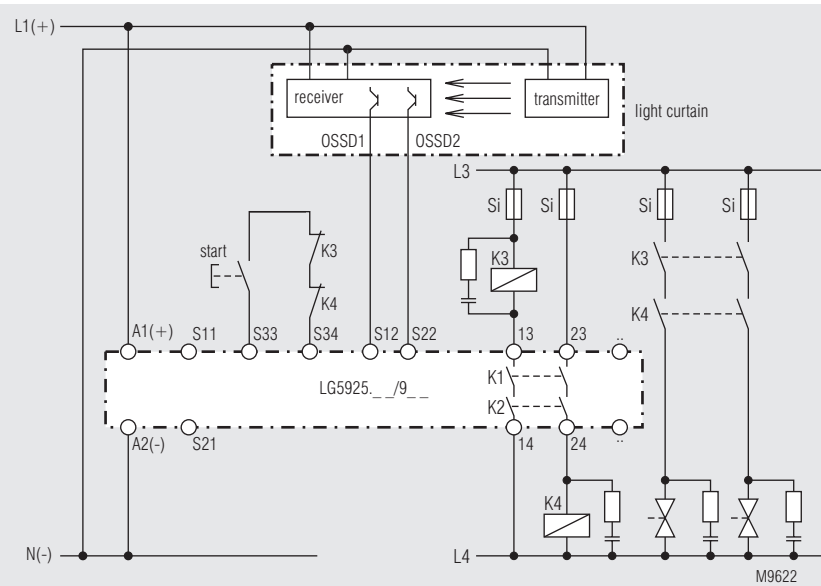 L1(+)
receiver
transmitter
light curtain
OSSD1
OSSD2
L3
Si
Si
Si
Si
start
K3
K3
K3
K4
K4
A1(+)
S11
S33
S34
S12
S22
13
23
..
K1
LG5925._ _/9_ _
K2
A2(-)
S21
14
24
..
K4
N(-)
L4
M9622